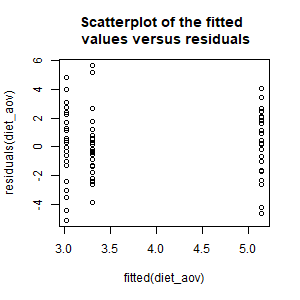 Scatterplot of the fitted
values versus residuals
residuals(diet_aov)
6
4
2
0
-2
-4
3.0 3.5 4.0 4.5 5.0
fitted(diet_aov)